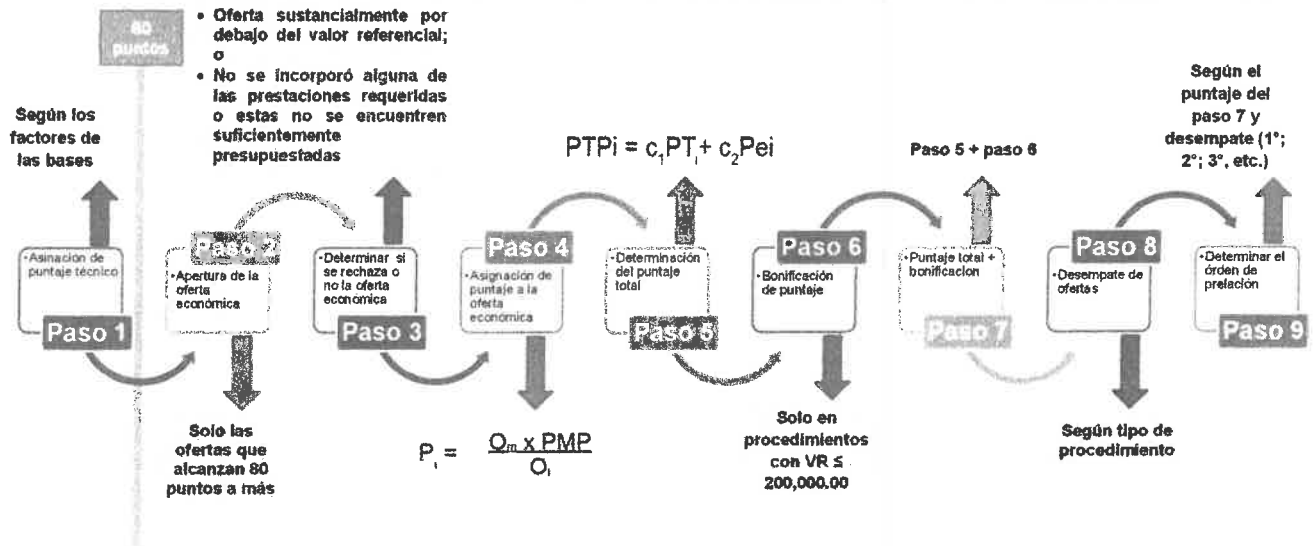 80
puntos
• Oferta sustancialmente por
debajo del valor referencial;
o
• No se incorporó alguna de
las prestaciones requeridas
o estas no se encuentren
suficientemente
presupuestadas
Según los
factores de
las bases
PTPi = c₁PTᵢ + c₂Pei
Paso 5 + paso 6
Según el
puntaje del
paso 7 y
desempate (1°;
2°; 3°, etc.)
•Asinación de
puntaje técnico
Paso 1
Paso 2
•Apertura de la
oferta
económica
•Determinar si
se rechaza o
no la oferta
económica
Paso 3
Paso 4
•Asignación de
puntaje a la
oferta
económica
•Determinación
del puntaje
total
Paso 5
Paso 6
•Bonificación
de puntaje
•Puntaje total +
bonificacion
Paso 7
Paso 8
•Desempate de
ofertas
•Determinar el
órden de
prelación
Paso 9
Solo las
ofertas que
alcanzan 80
puntos a más
Pᵢ = Oₘ x PMP
Oᵢ
Solo en
procedimientos
con VR ≤
200,000.00
Según tipo de
procedimiento